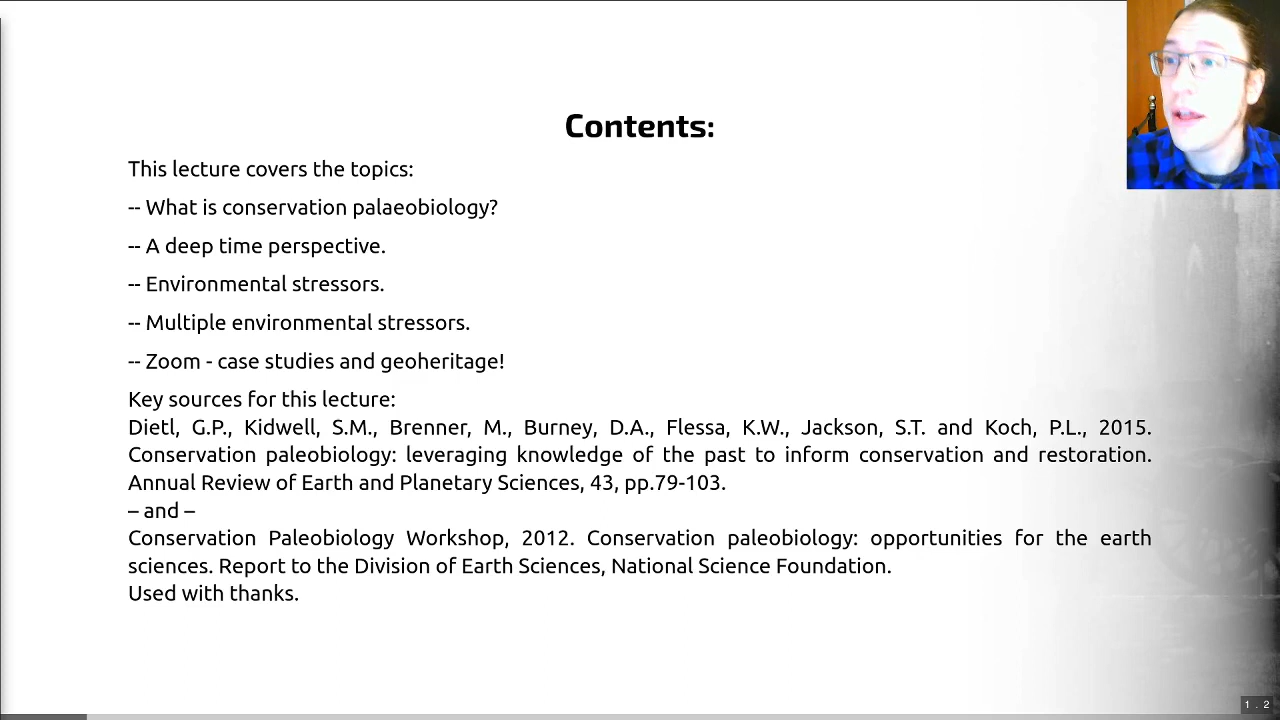 Contents:
This lecture covers the topics:
-- What is conservation palaeobiology?
-- A deep time perspective.
-- Environmental stressors.
-- Multiple environmental stressors.
-- Zoom - case studies and geoheritage!
Key sources for this lecture:
Dietl, G.P., Kidwell, S.M., Brenner, M., Burney, D.A., Flessa, K.W., Jackson, S.T. and Koch, P.L., 2015.
Conservation paleobiology: leveraging knowledge of the past to inform conservation and restoration.
Annual Review of Earth and Planetary Sciences, 43, pp.79-103.
– and –
Conservation Paleobiology Workshop, 2012. Conservation paleobiology: opportunities for the earth
sciences. Report to the Division of Earth Sciences, National Science Foundation.
Used with thanks.
1 . 2